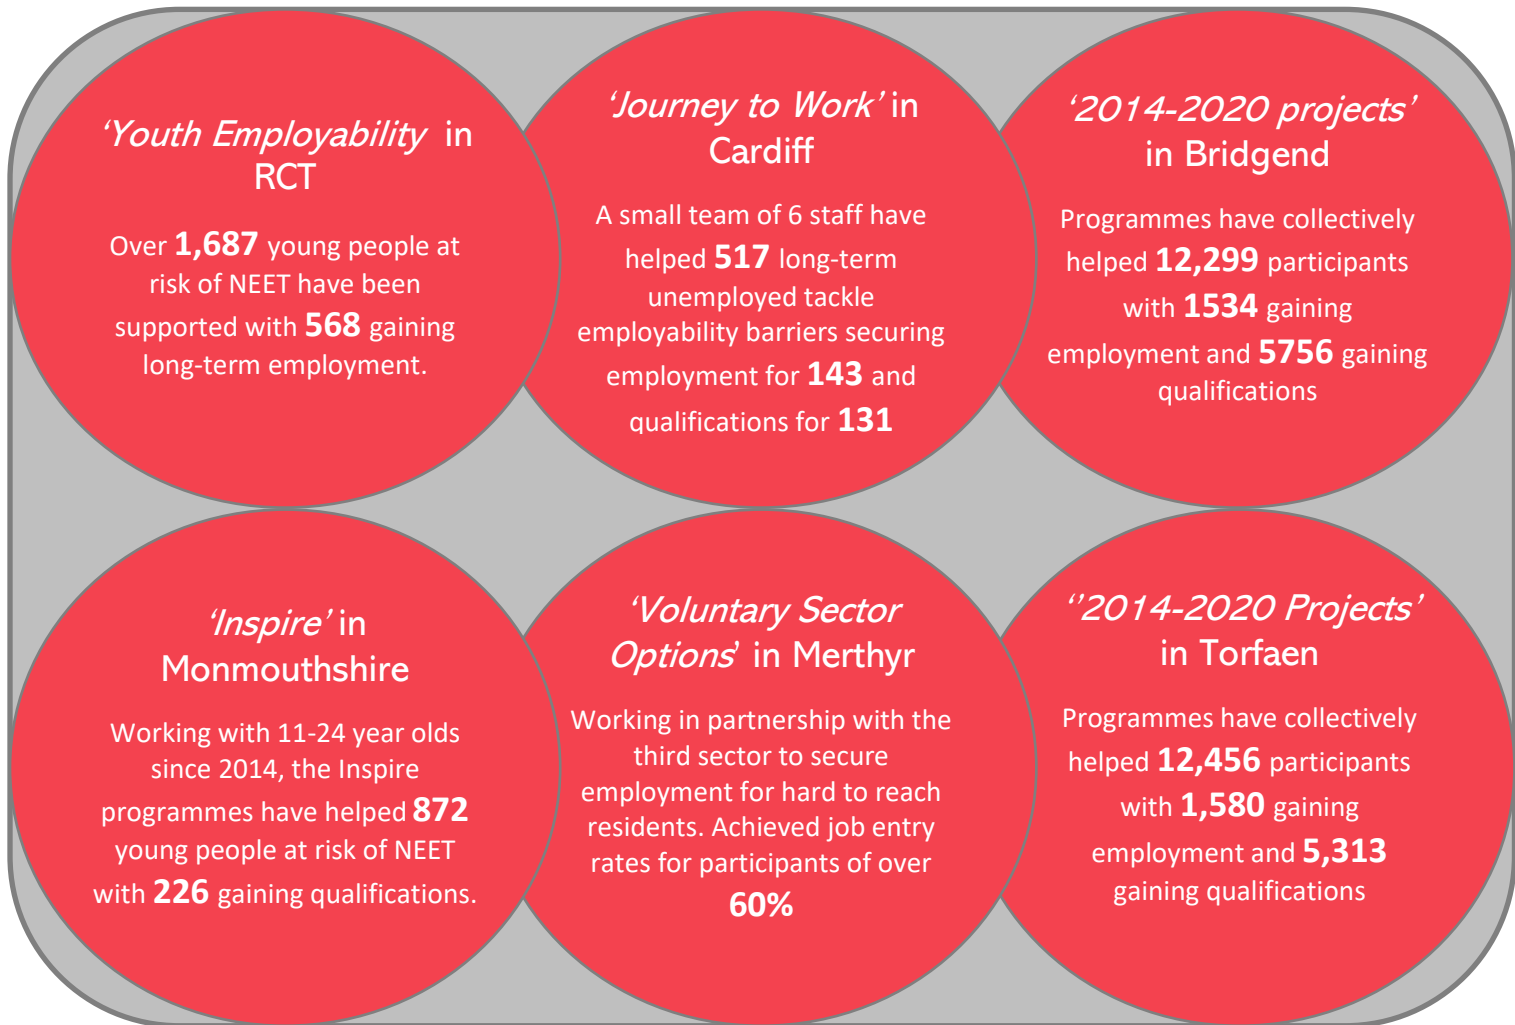 ‘Youth Employability in
RCT
Over 1,687 young people at
risk of NEET have been
supported with 568 gaining
long-term employment.
‘Journey to Work’ in
Cardiff
A small team of 6 staff have
helped 517 long-term
unemployed tackle
employability barriers securing
employment for 143 and
qualifications for 131
‘2014-2020 projects’
in Bridgend
Programmes have collectively
helped 12,299 participants
with 1534 gaining
employment and 5756 gaining
qualifications
‘Inspire’ in
Monmouthshire
Working with 11-24 year olds
since 2014, the Inspire
programmes have helped 872
young people at risk of NEET
with 226 gaining qualifications.
‘Voluntary Sector
Options’ in Merthyr
Working in partnership with the
third sector to secure
employment for hard to reach
residents. Achieved job entry
rates for participants of over
60%
‘’2014-2020 Projects’
in Torfaen
Programmes have collectively
helped 12,456 participants
with 1,580 gaining
employment and 5,313
gaining qualifications